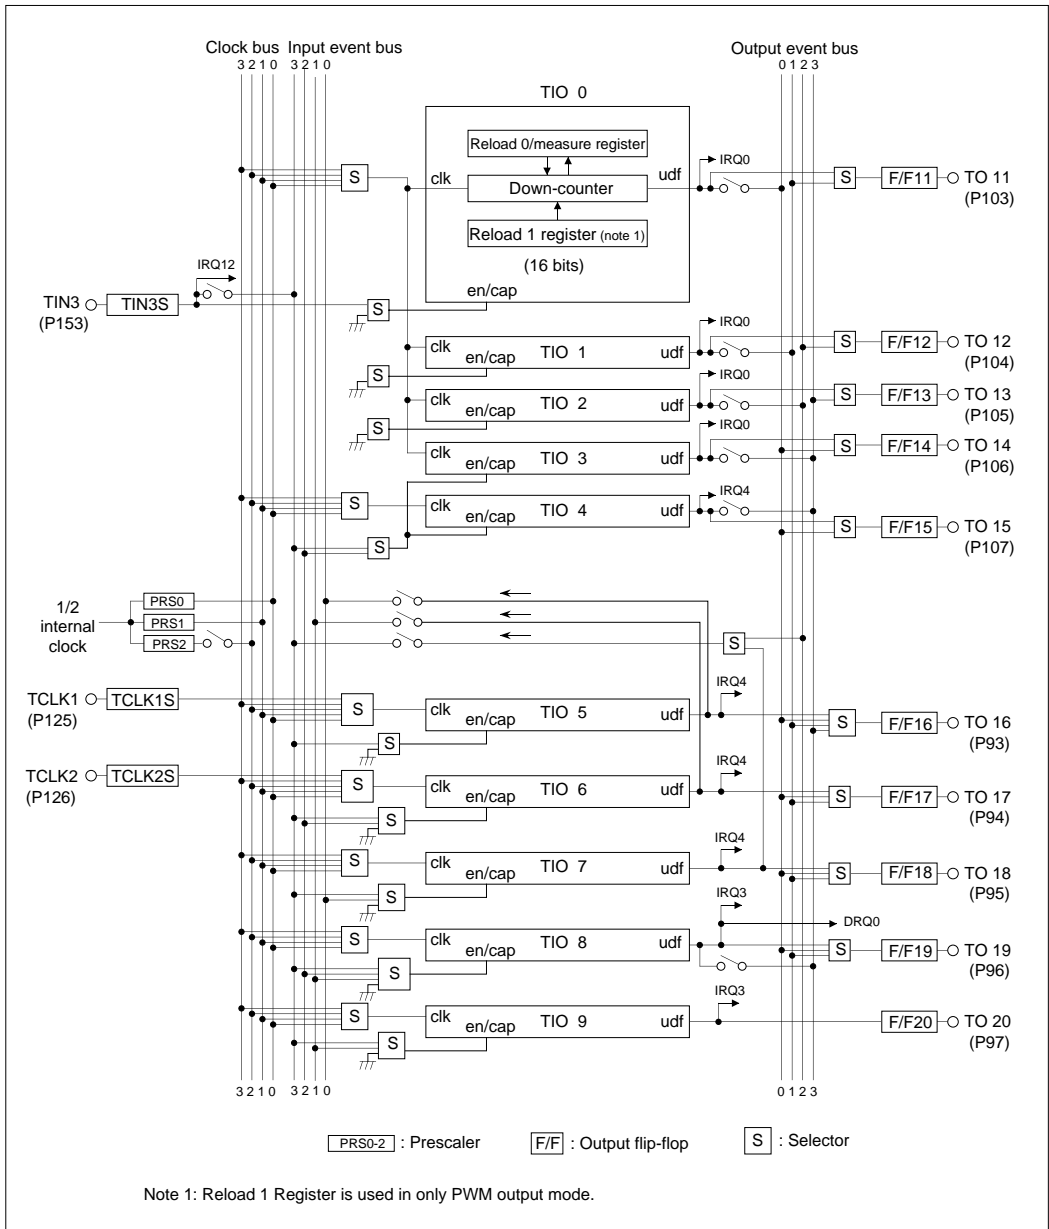 Clock bus Input event bus Output event bus
3 2 1 0 3 2 1 0 0 1 2 3
TIO 0
Reload 0/measure register
IRQ0
S clk Down-counter udf S F/F11 TO 11
(P103)
Reload 1 register (note 1)
(16 bits)
IRQ12
en/cap
TIN3 TIN3S S
(P153)
IRQ0
clk TIO 1 udf S F/F12 TO 12
en/cap (P104)
S
IRQ0
clk TIO 2 udf S F/F13 TO 13
en/cap (P105)
S
IRQ0
clk TIO 3 udf S F/F14 TO 14
en/cap (P106)
IRQ4
S clk TIO 4 udf
en/cap S F/F15 TO 15
(P107)
S
1/2
internal
clock
PRS0
PRS1
PRS2
S
IRQ4
TCLK1 TCLK1S S clk TIO 5 udf S F/F16 TO 16
(P125) en/cap (P93)
S
IRQ4
TCLK2 TCLK2S S clk TIO 6 udf S F/F17 TO 17
(P126) en/cap (P94)
S
IRQ4
S clk TIO 7 udf S F/F18 TO 18
en/cap (P95)
S
IRQ3
DRQ0
S clk TIO 8 udf S F/F19 TO 19
en/cap (P96)
S
IRQ3
S clk TIO 9 udf F/F20 TO 20
en/cap (P97)
S
3 2 1 0 3 2 1 0 0 1 2 3
PRS0-2 : Prescaler F/F : Output flip-flop S : Selector
Note 1: Reload 1 Register is used in only PWM output mode.